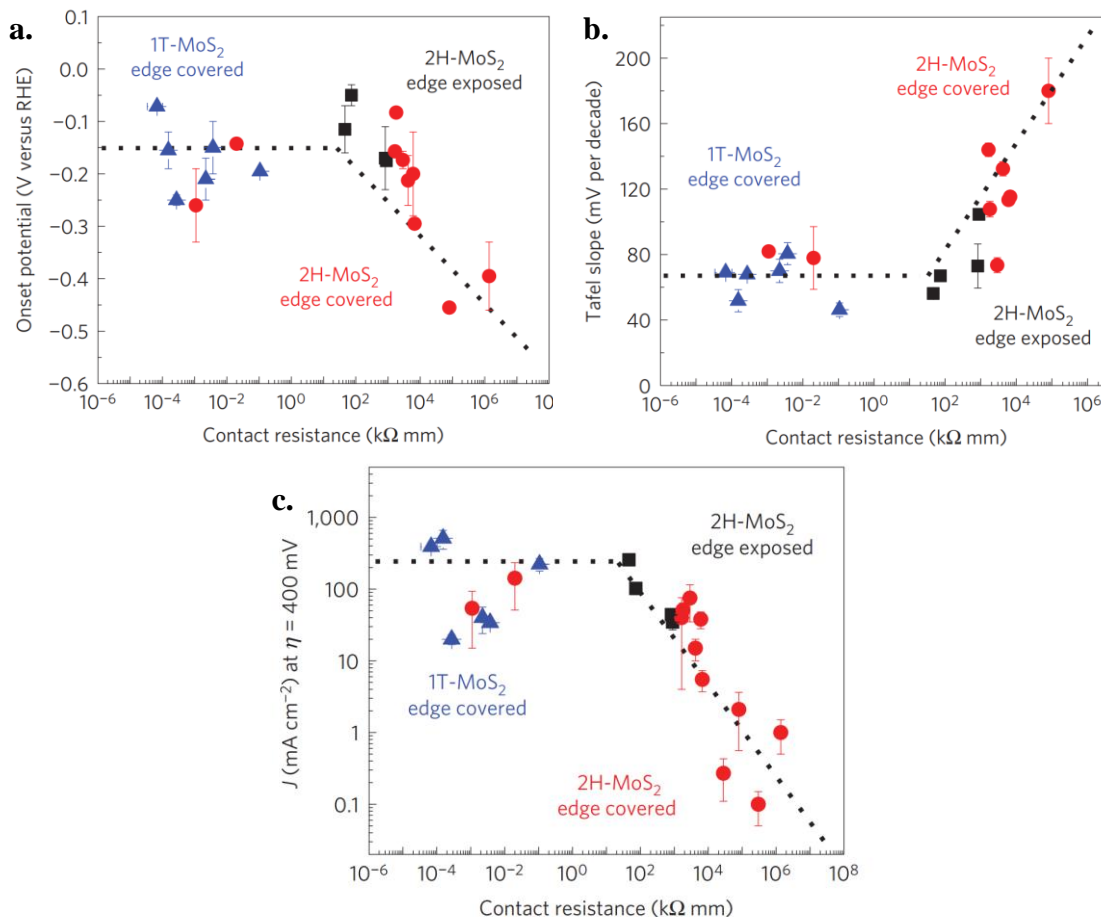 a.
0.1
0.0
−0.1
−0.2
−0.3
−0.4
−0.5
−0.6
Onset potential (V versus RHE)
1T-MoS₂
edge covered
2H-MoS₂
edge exposed
2H-MoS₂
edge covered
10⁻⁶ 10⁻⁴ 10⁻² 10⁰ 10² 10⁴ 10⁶ 10
Contact resistance (kΩ mm)
b.
200
160
120
80
40
0
Tafel slope (mV per decade)
2H-MoS₂
edge covered
1T-MoS₂
edge covered
2H-MoS₂
edge exposed
10⁻⁶ 10⁻⁴ 10⁻² 10⁰ 10² 10⁴ 10⁶
Contact resistance (kΩ mm)
c.
1,000
100
10
1
0.1
J (mA cm⁻²) at η = 400 mV
2H-MoS₂
edge exposed
1T-MoS₂
edge covered
2H-MoS₂
edge covered
10⁻⁶ 10⁻⁴ 10⁻² 10⁰ 10² 10⁴ 10⁶ 10⁸
Contact resistance (kΩ mm)